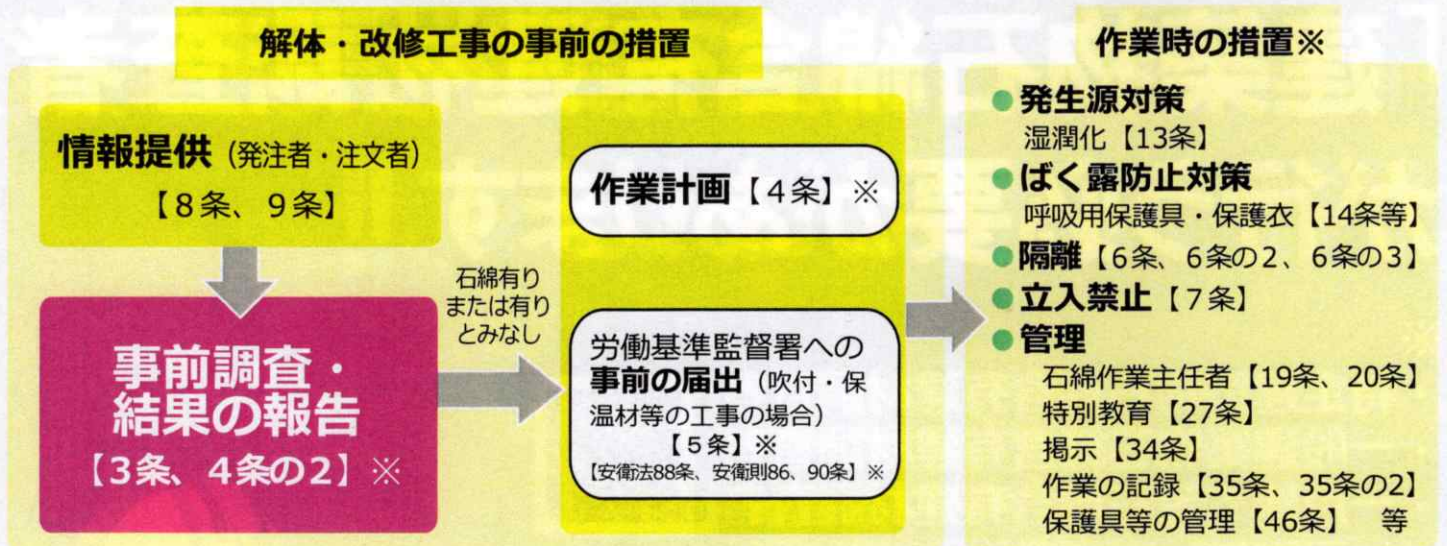 解体・改修工事の事前の措置
情報提供（発注者・注文者）
【8条、9条】
事前調査・
結果の報告
【3条、4条の2】※
石綿有り
または有り
とみなし
作業計画【4条】※
労働基準監督署への
事前の届出（吹付・保
温材等の工事の場合）
【5条】※
【安衛法88条、安衛則86、90条】※
作業時の措置※
●発生源対策
湿潤化【13条】
●ばく露防止対策
呼吸用保護具・保護衣【14条等】
●隔離【6条、6条の2、6条の3】
●立入禁止【7条】
●管理
石綿作業主任者【19条、20条】
特別教育【27条】
掲示【34条】
作業の記録【35条、35条の2】
保護具等の管理【46条】 等